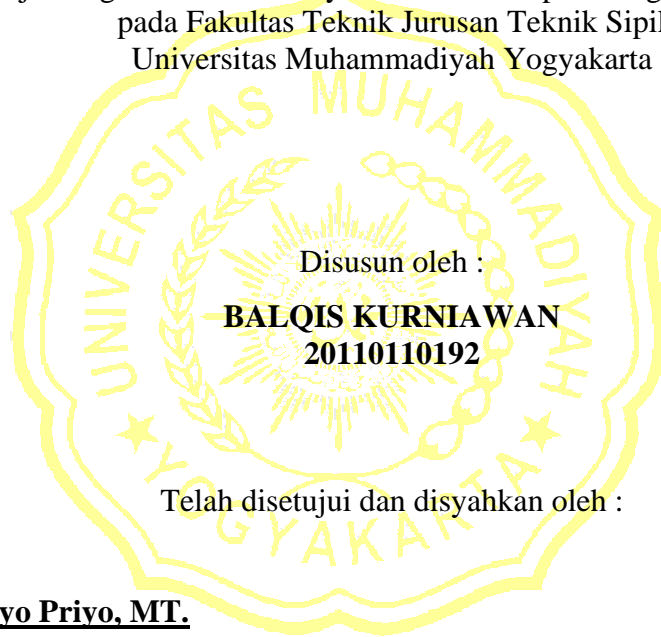 pada Fakultas Teknik Jurusan Teknik Sipil
Universitas Muhammadiyah Yogyakarta
UNIVERSITAS MUHAMMADIYAH
YOGYAKARTA
Disusun oleh :
BALQIS KURNIAWAN
20110110192
Telah disetujui dan disyahkan oleh :
yo Priyo, MT.